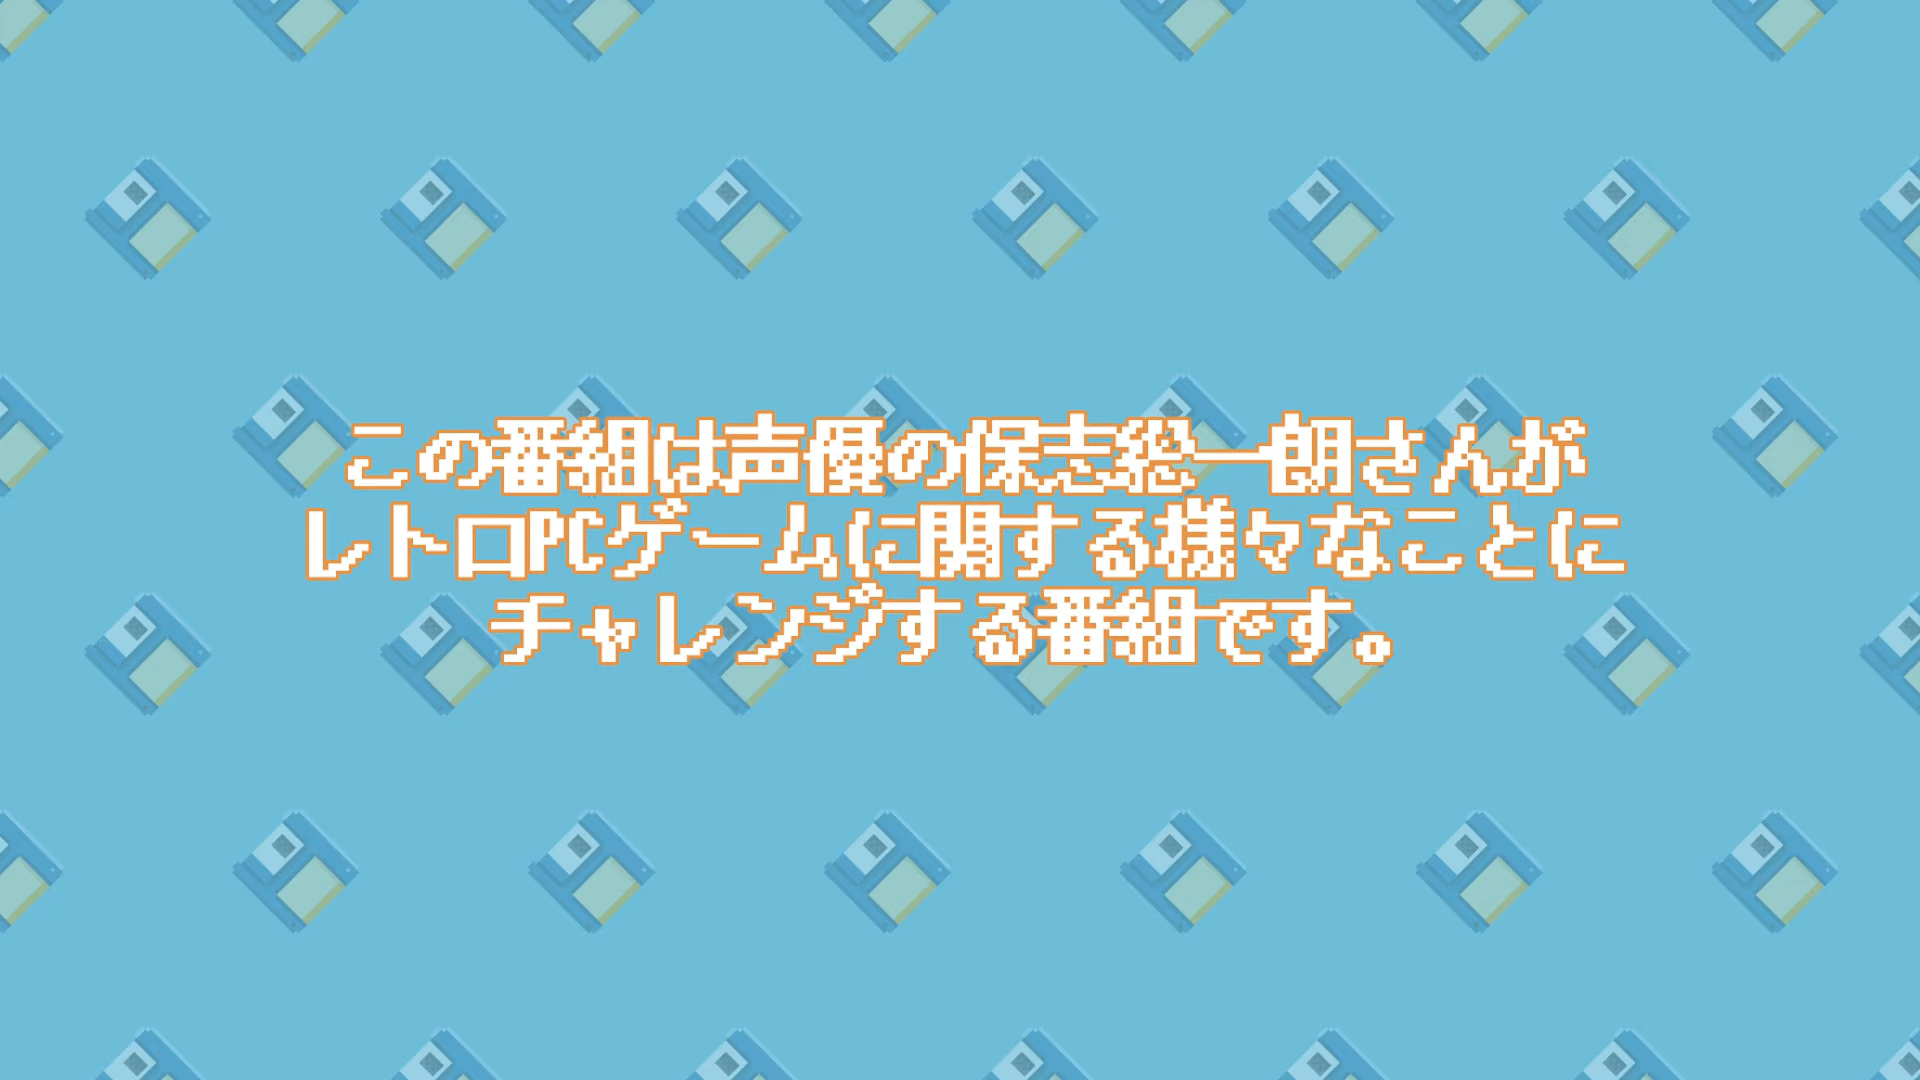 この番組は声優の保志総一朗さんが
レトロPCゲームに関する様々なことに
チャレンジする番組です。